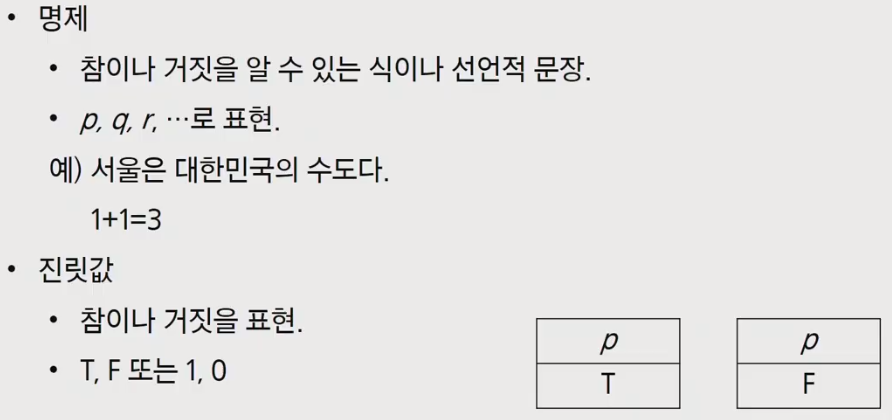 • 명제
• 참이나 거짓을 알 수 있는 식이나 선언적 문장.
• p, q, r, …로 표현.
예) 서울은 대한민국의 수도다.
1+1=3
• 진릿값
• 참이나 거짓을 표현.
• T, F 또는 1, 0
p p
T F